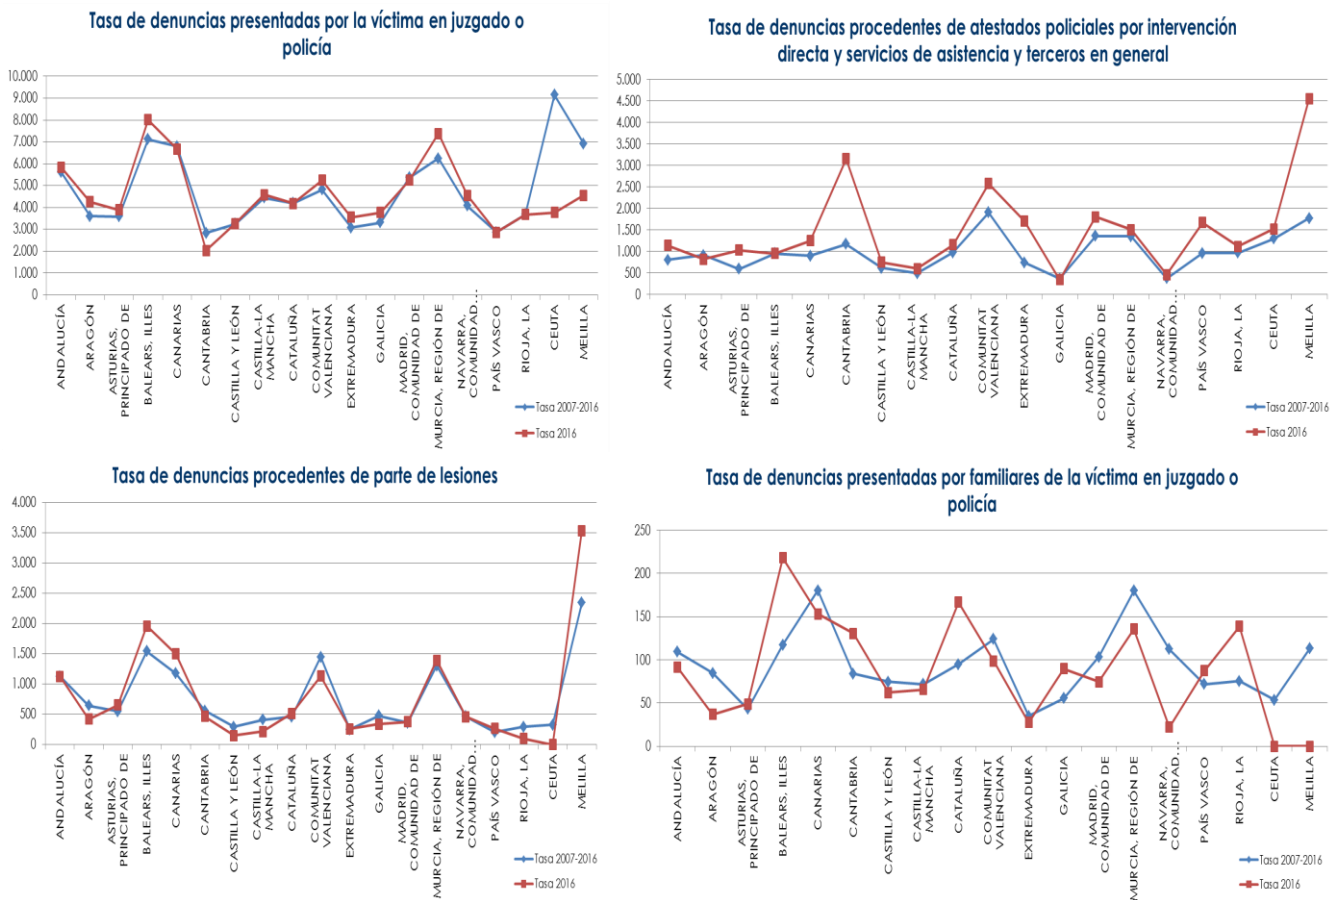 Tasa de denuncias presentadas por la víctima en juzgado o
policía
10.000
9.000
8.000
7.000
6.000
5.000
4.000
3.000
2.000
1.000
0
ANDALUCÍA
ARAGÓN
ASTURIAS,
PRINCIPADO DE
BALEARS, ILLES
CANARIAS
CANTABRIA
CASTILLA Y LEÓN
CASTILLA-LA
MANCHA
CATALUÑA
COMUNITAT
VALENCIANA
EXTREMADURA
GALICIA
MADRID,
COMUNIDAD DE
MURCIA, REGIÓN DE
NAVARRA,
COMUNIDAD...
PAÍS VASCO
RIOJA, LA
CEUTA
MELILLA
Tasa 2007-2016
Tasa 2016
Tasa de denuncias procedentes de atestados policiales por intervención
directa y servicios de asistencia y terceros en general
5.000
4.500
4.000
3.500
3.000
2.500
2.000
1.500
1.000
500
0
ANDALUCÍA
ARAGÓN
ASTURIAS,
PRINCIPADO DE
BALEARS, ILLES
CANARIAS
CANTABRIA
CASTILLA Y LEÓN
CASTILLA-LA
MANCHA
CATALUÑA
COMUNITAT
VALENCIANA
EXTREMADURA
GALICIA
MADRID,
COMUNIDAD DE
MURCIA, REGIÓN DE
NAVARRA,
COMUNIDAD...
PAÍS VASCO
RIOJA, LA
CEUTA
MELILLA
Tasa 2007-2016
Tasa 2016
Tasa de denuncias procedentes de parte de lesiones
4.000
3.500
3.000
2.500
2.000
1.500
1.000
500
0
ANDALUCÍA
ARAGÓN
ASTURIAS,
PRINCIPADO DE
BALEARS, ILLES
CANARIAS
CANTABRIA
CASTILLA Y LEÓN
CASTILLA-LA
MANCHA
CATALUÑA
COMUNITAT
VALENCIANA
EXTREMADURA
GALICIA
MADRID,
COMUNIDAD DE
MURCIA, REGIÓN DE
NAVARRA,
COMUNIDAD...
PAÍS VASCO
RIOJA, LA
CEUTA
MELILLA
Tasa 2007-2016
Tasa 2016
Tasa de denuncias presentadas por familiares de la víctima en juzgado o
policía
250
200
150
100
50
0
ANDALUCÍA
ARAGÓN
ASTURIAS,
PRINCIPADO DE
BALEARS, ILLES
CANARIAS
CANTABRIA
CASTILLA Y LEÓN
CASTILLA-LA
MANCHA
CATALUÑA
COMUNITAT
VALENCIANA
EXTREMADURA
GALICIA
MADRID,
COMUNIDAD DE
MURCIA, REGIÓN DE
NAVARRA,
COMUNIDAD...
PAÍS VASCO
RIOJA, LA
CEUTA
MELILLA
Tasa 2007-2016
Tasa 2016